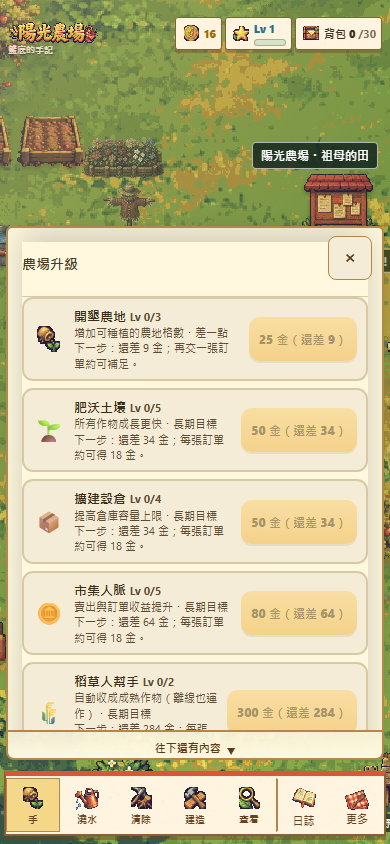 陽光農場
籃底的手記
16
Lv 1
背包 0 /30
陽光農場・祖母的田
農場升級
×
開墾農地 Lv 0/3
增加可種植的農地格數・差一點
下一步：還差 9 金；再交一張訂
單約可補足。
25 金（還差 9 ）
肥沃土壤 Lv 0/5
所有作物成長更快・長期目標
下一步：還差 34 金；每張訂單
約可得 18 金。
50 金（還差 34 ）
擴建穀倉 Lv 0/4
提高倉庫容量上限・長期目標
下一步：還差 34 金；每張訂單
約可得 18 金。
50 金（還差 34 ）
市集人脈 Lv 0/5
賣出與訂單收益提升・長期目標
下一步：還差 64 金；每張訂單
約可得 18 金。
80 金（還差 64 ）
稻草人幫手 Lv 0/2
自動收成成熟作物（離線也運
作）・長期目標
下一步：還差 284 金；每張
300 金（還差 284 ）
往下還有內容 ▼
手
澆水
清除
建造
查看
日誌
更多